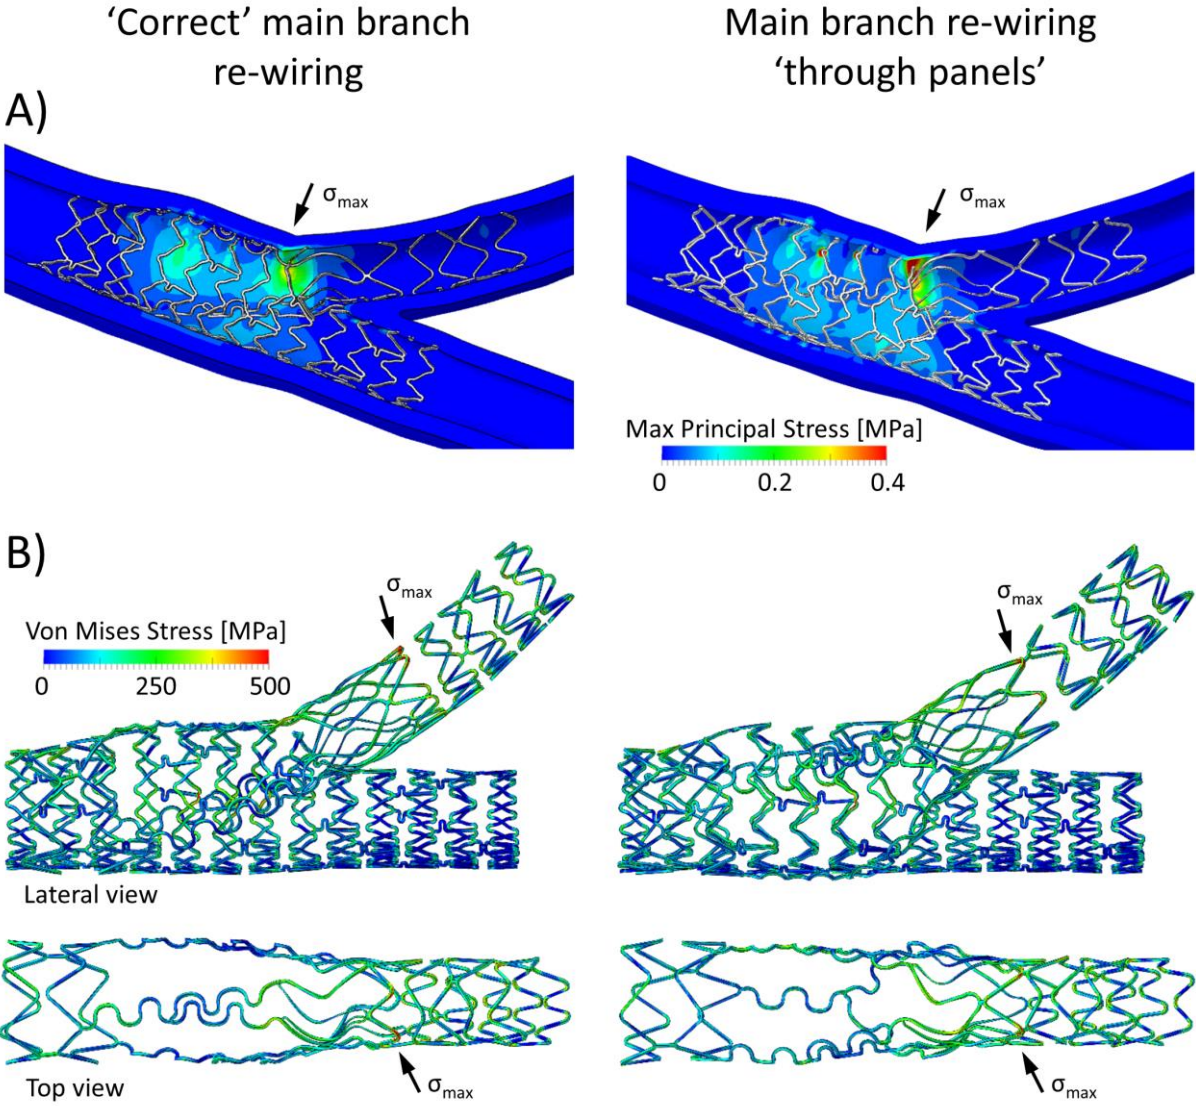 ‘Correct’ main branch
re-wiring
Main branch re-wiring
‘through panels’
A)
σmax
σmax
Max Principal Stress [MPa]
0 0.2 0.4
B)
σmax
σmax
Von Mises Stress [MPa]
0 250 500
Lateral view
Top view
σmax
σmax